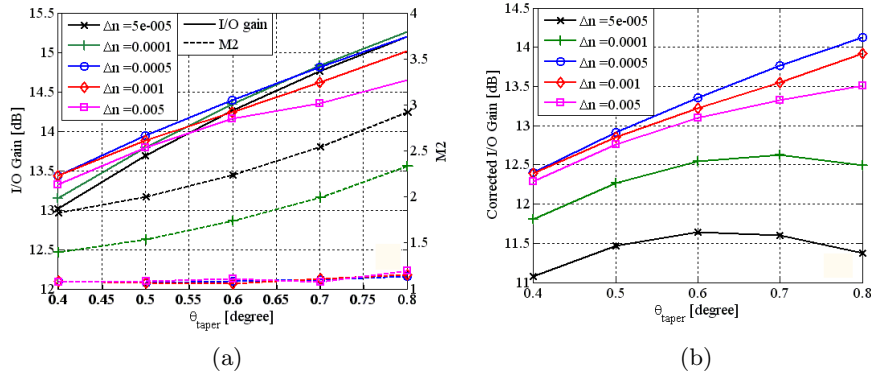 Δn =5e-005
Δn =0.0001
Δn =0.0005
Δn =0.001
Δn =0.005
I/O gain
M2
15.5
15
14.5
14
13.5
13
12.5
12
I/O Gain [dB]
4
3.5
3
2.5
2
1.5
1
M2
0.4 0.45 0.5 0.55 0.6 0.65 0.7 0.75 0.8
θtaper [degree]
(a)
Δn =5e-005
Δn =0.0001
Δn =0.0005
Δn =0.001
Δn =0.005
14.5
14
13.5
13
12.5
12
11.5
11
Corrected I/O Gain [dB]
0.4 0.5 0.6 0.7 0.8
θtaper [degree]
(b)